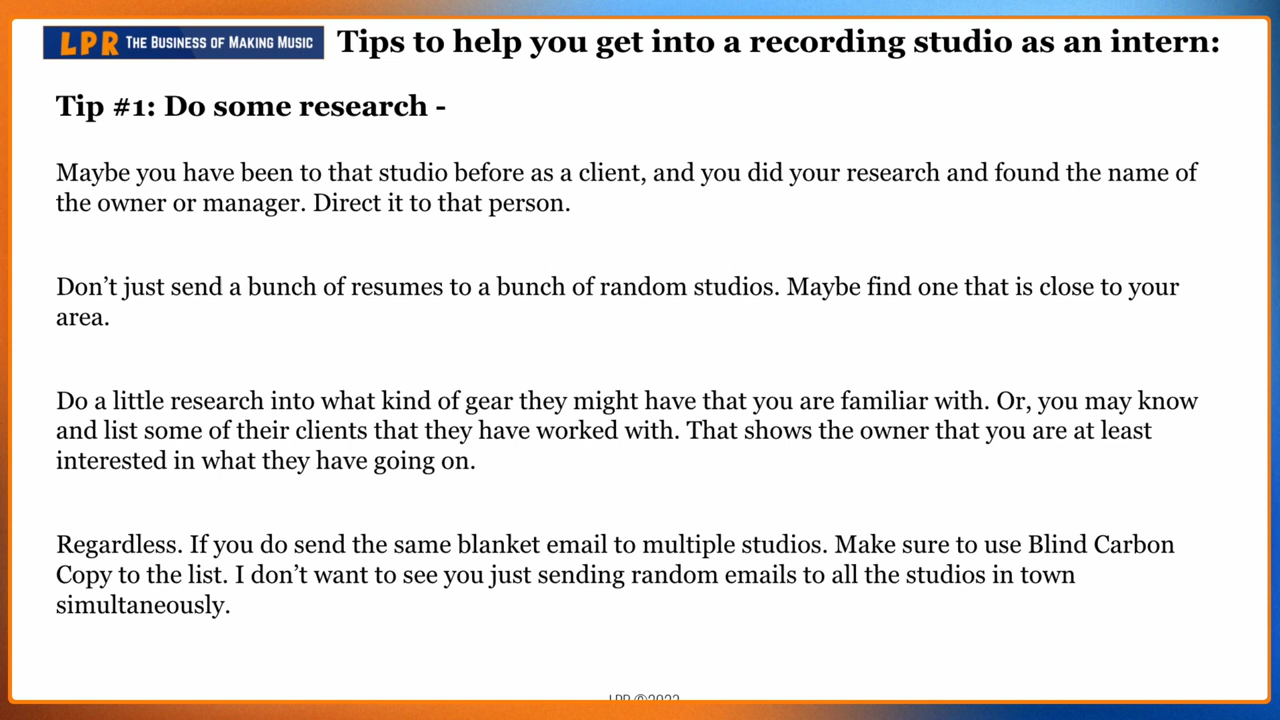 LPR THE BUSINESS OF MAKING MUSIC Tips to help you get into a recording studio as an intern:
Tip #1: Do some research -
Maybe you have been to that studio before as a client, and you did your research and found the name of
the owner or manager. Direct it to that person.
Don’t just send a bunch of resumes to a bunch of random studios. Maybe find one that is close to your
area.
Do a little research into what kind of gear they might have that you are familiar with. Or, you may know
and list some of their clients that they have worked with. That shows the owner that you are at least
interested in what they have going on.
Regardless. If you do send the same blanket email to multiple studios. Make sure to use Blind Carbon
Copy to the list. I don’t want to see you just sending random emails to all the studios in town
simultaneously.
LPR ©2022